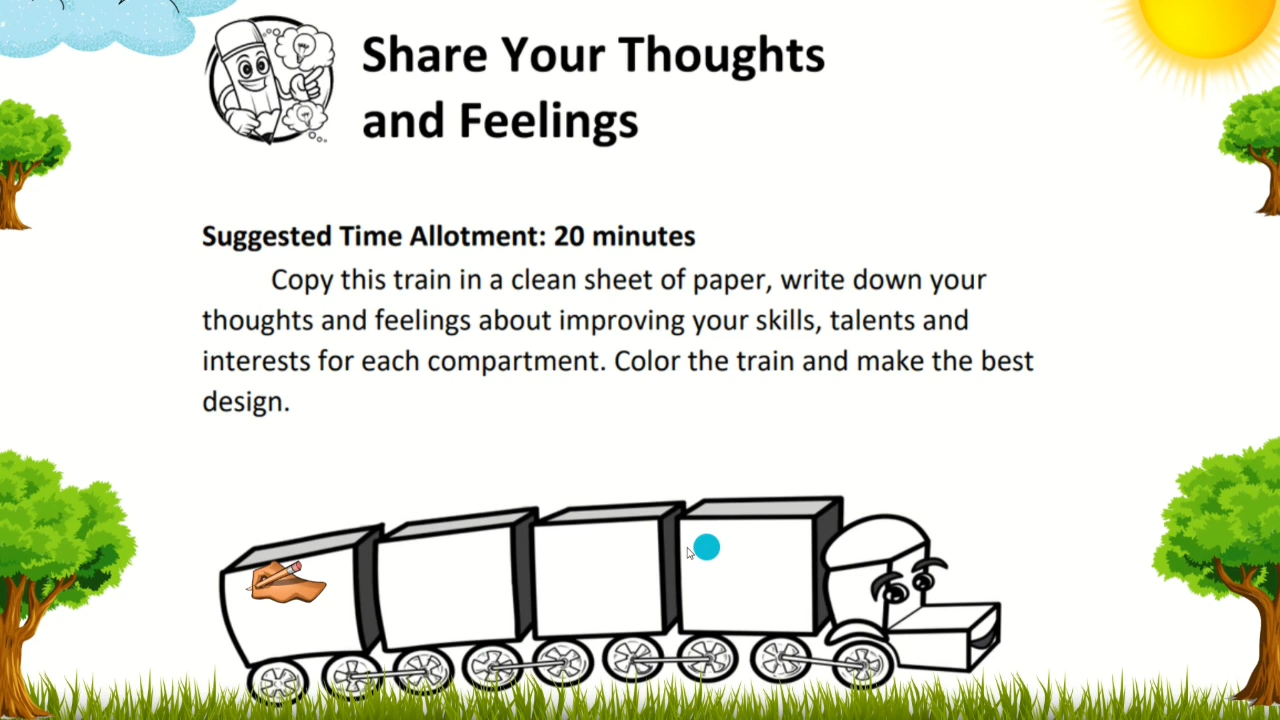 Share Your Thoughts
and Feelings
Suggested Time Allotment: 20 minutes
Copy this train in a clean sheet of paper, write down your
thoughts and feelings about improving your skills, talents and
interests for each compartment. Color the train and make the best
design.